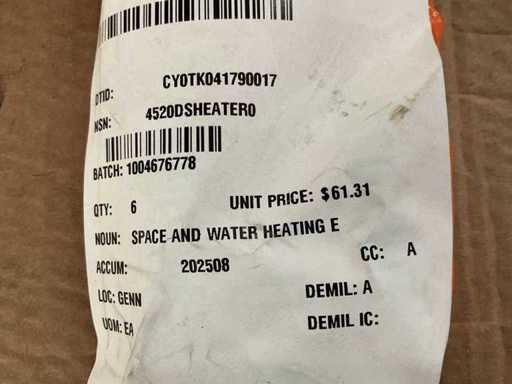 DTID: CY0TK041790017
NSN: 4520DSHEATER0
BATCH: 1004676778
QTY: 6 UNIT PRICE: $61.31
NOUN: SPACE AND WATER HEATING E
ACCUM: 202508 CC: A
LOC: GENN DEMIL: A
UOM: EA DEMIL IC: